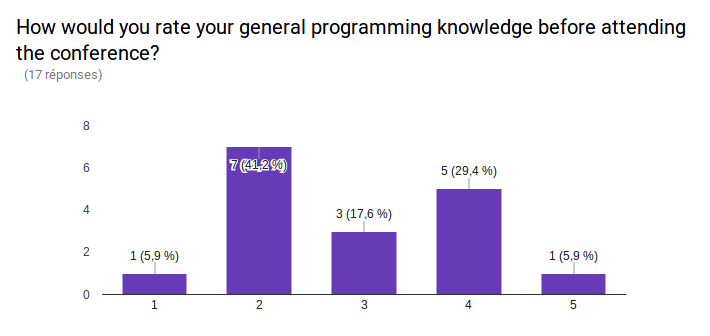 How would you rate your general programming knowledge before attending
the conference?
(17 réponses)
8
6
4
2
0
1 (5,9 %)
7 (41,2 %)
3 (17,6 %)
5 (29,4 %)
1 (5,9 %)
1
2
3
4
5